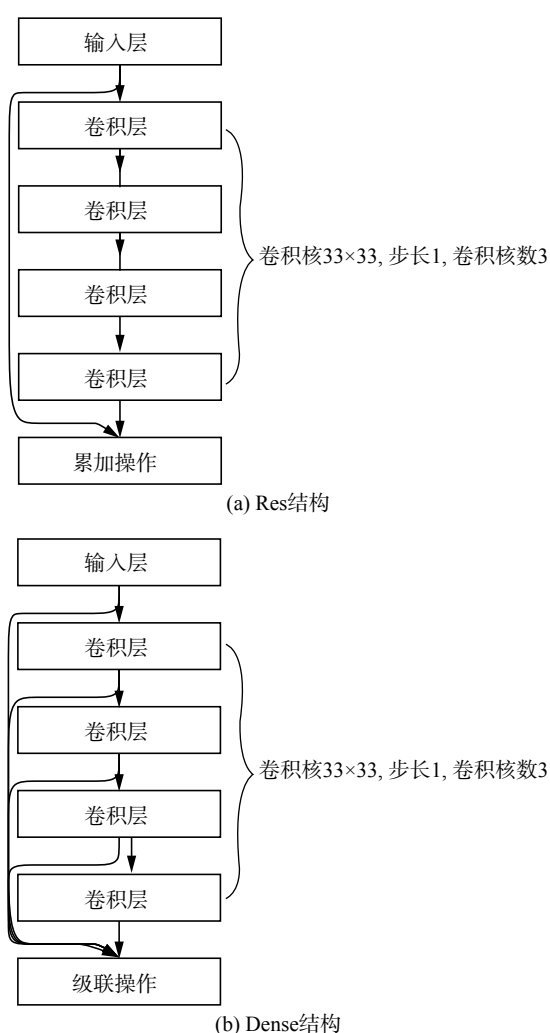 输入层
卷积层
卷积层
卷积层
卷积层
卷积核33×33, 步长1, 卷积核数3
累加操作
(a) Res结构
输入层
卷积层
卷积层
卷积层
卷积层
卷积核33×33, 步长1, 卷积核数3
级联操作
(b) Dense结构